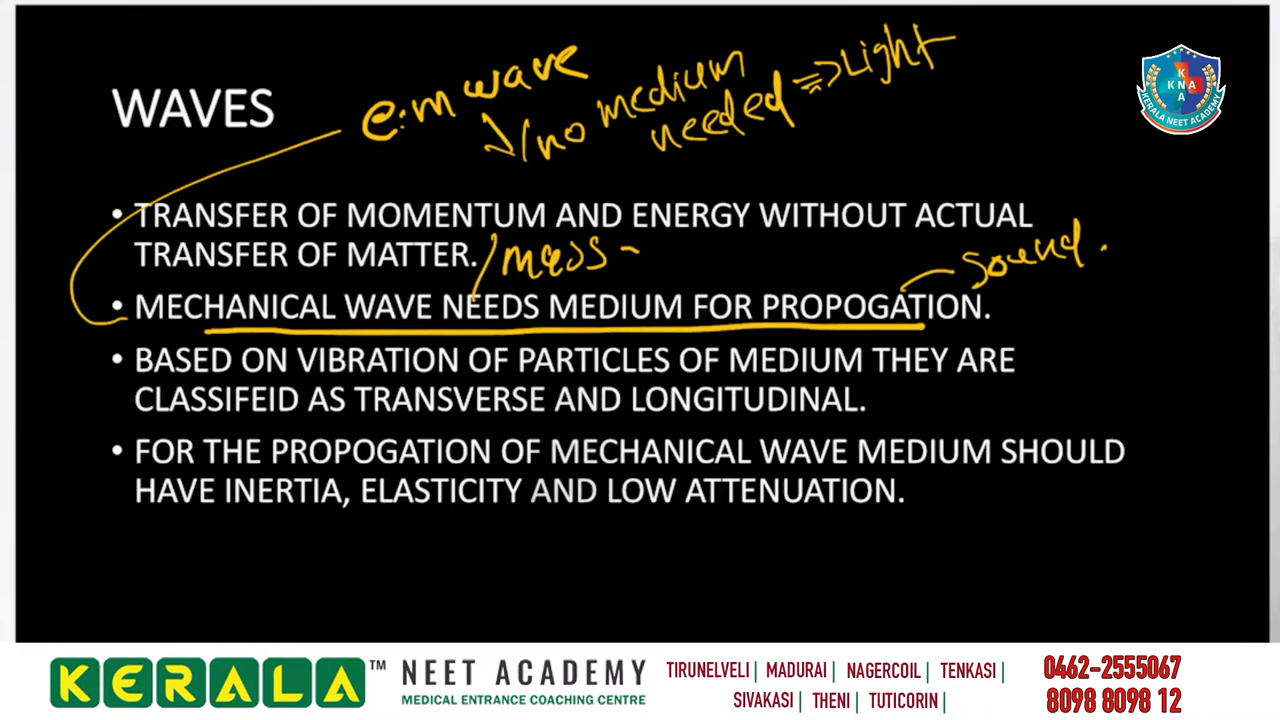 e.m wave
no medium
needed ⇒ Light
WAVES
• TRANSFER OF MOMENTUM AND ENERGY WITHOUT ACTUAL
TRANSFER OF MATTER. /mass -
sound.
• MECHANICAL WAVE NEEDS MEDIUM FOR PROPOGATION.
• BASED ON VIBRATION OF PARTICLES OF MEDIUM THEY ARE
CLASSIFEID AS TRANSVERSE AND LONGITUDINAL.
• FOR THE PROPOGATION OF MECHANICAL WAVE MEDIUM SHOULD
HAVE INERTIA, ELASTICITY AND LOW ATTENUATION.
K
KNA
A
KERALA NEET ACADEMY
KERALA™
NEET ACADEMY
MEDICAL ENTRANCE COACHING CENTRE
TIRUNELVELI | MADURAI | NAGERCOIL | TENKASI |
SIVAKASI | THENI | TUTICORIN |
0462-2555067
8098 8098 12